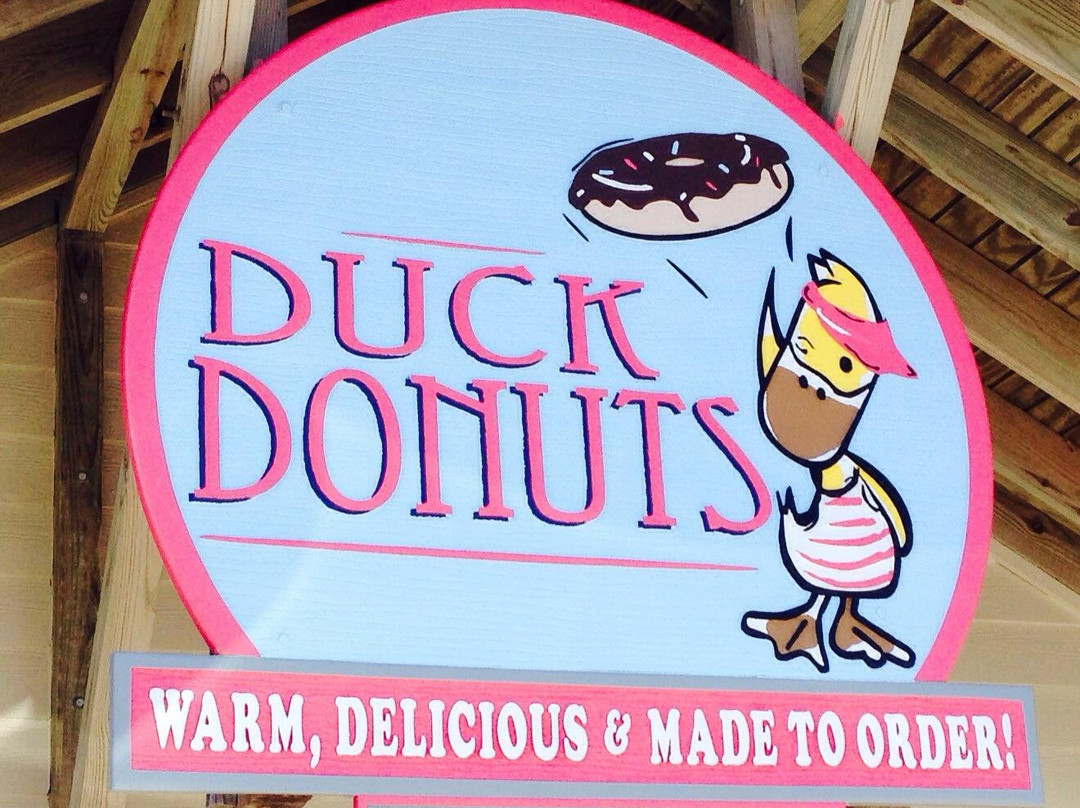 DUCK
DONUTS
WARM, DELICIOUS & MADE TO ORDER!